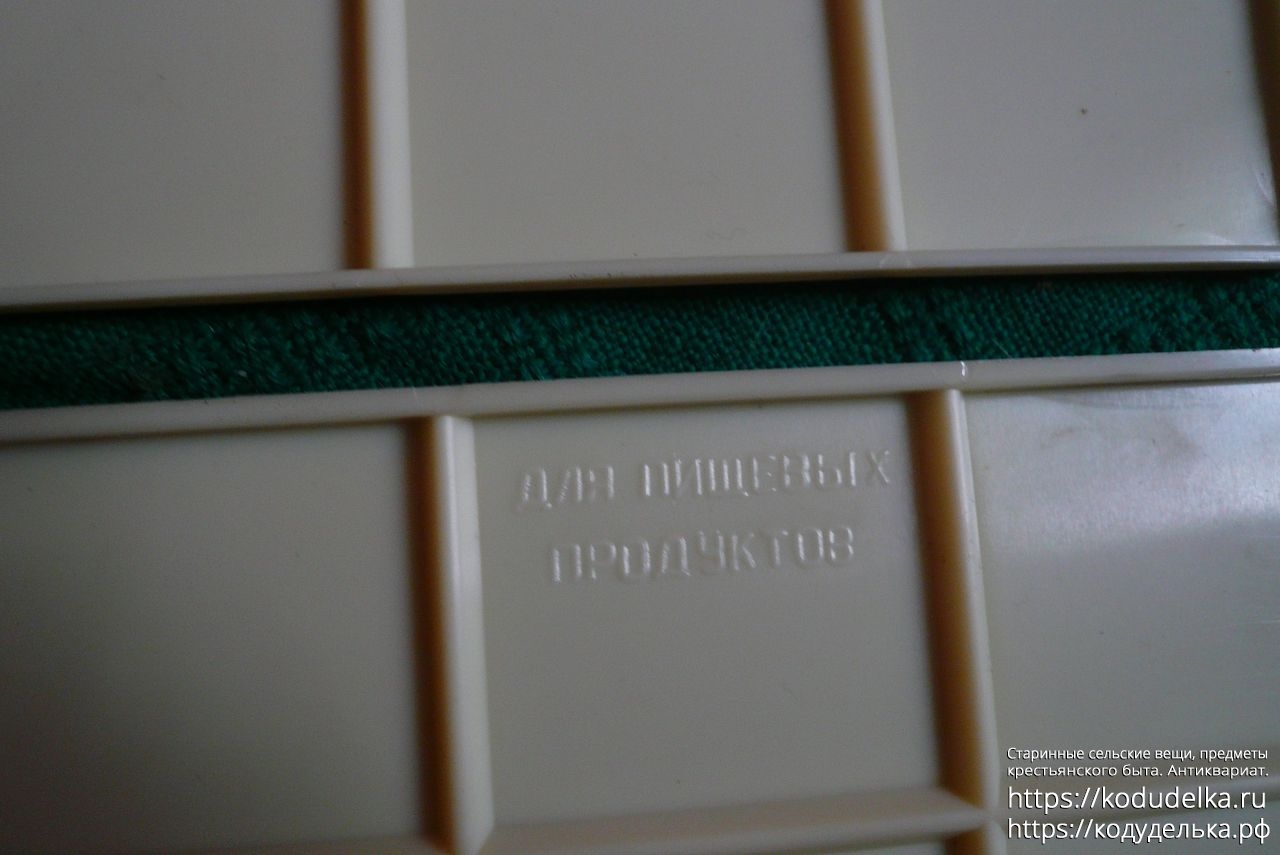 ДЛЯ ПИЩЕВЫХ
ПРОДУКТОВ
Старинные сельские вещи, предметы
крестьянского быта. Антиквариат.
https://kodudelka.ru
https://кодуделька.рф